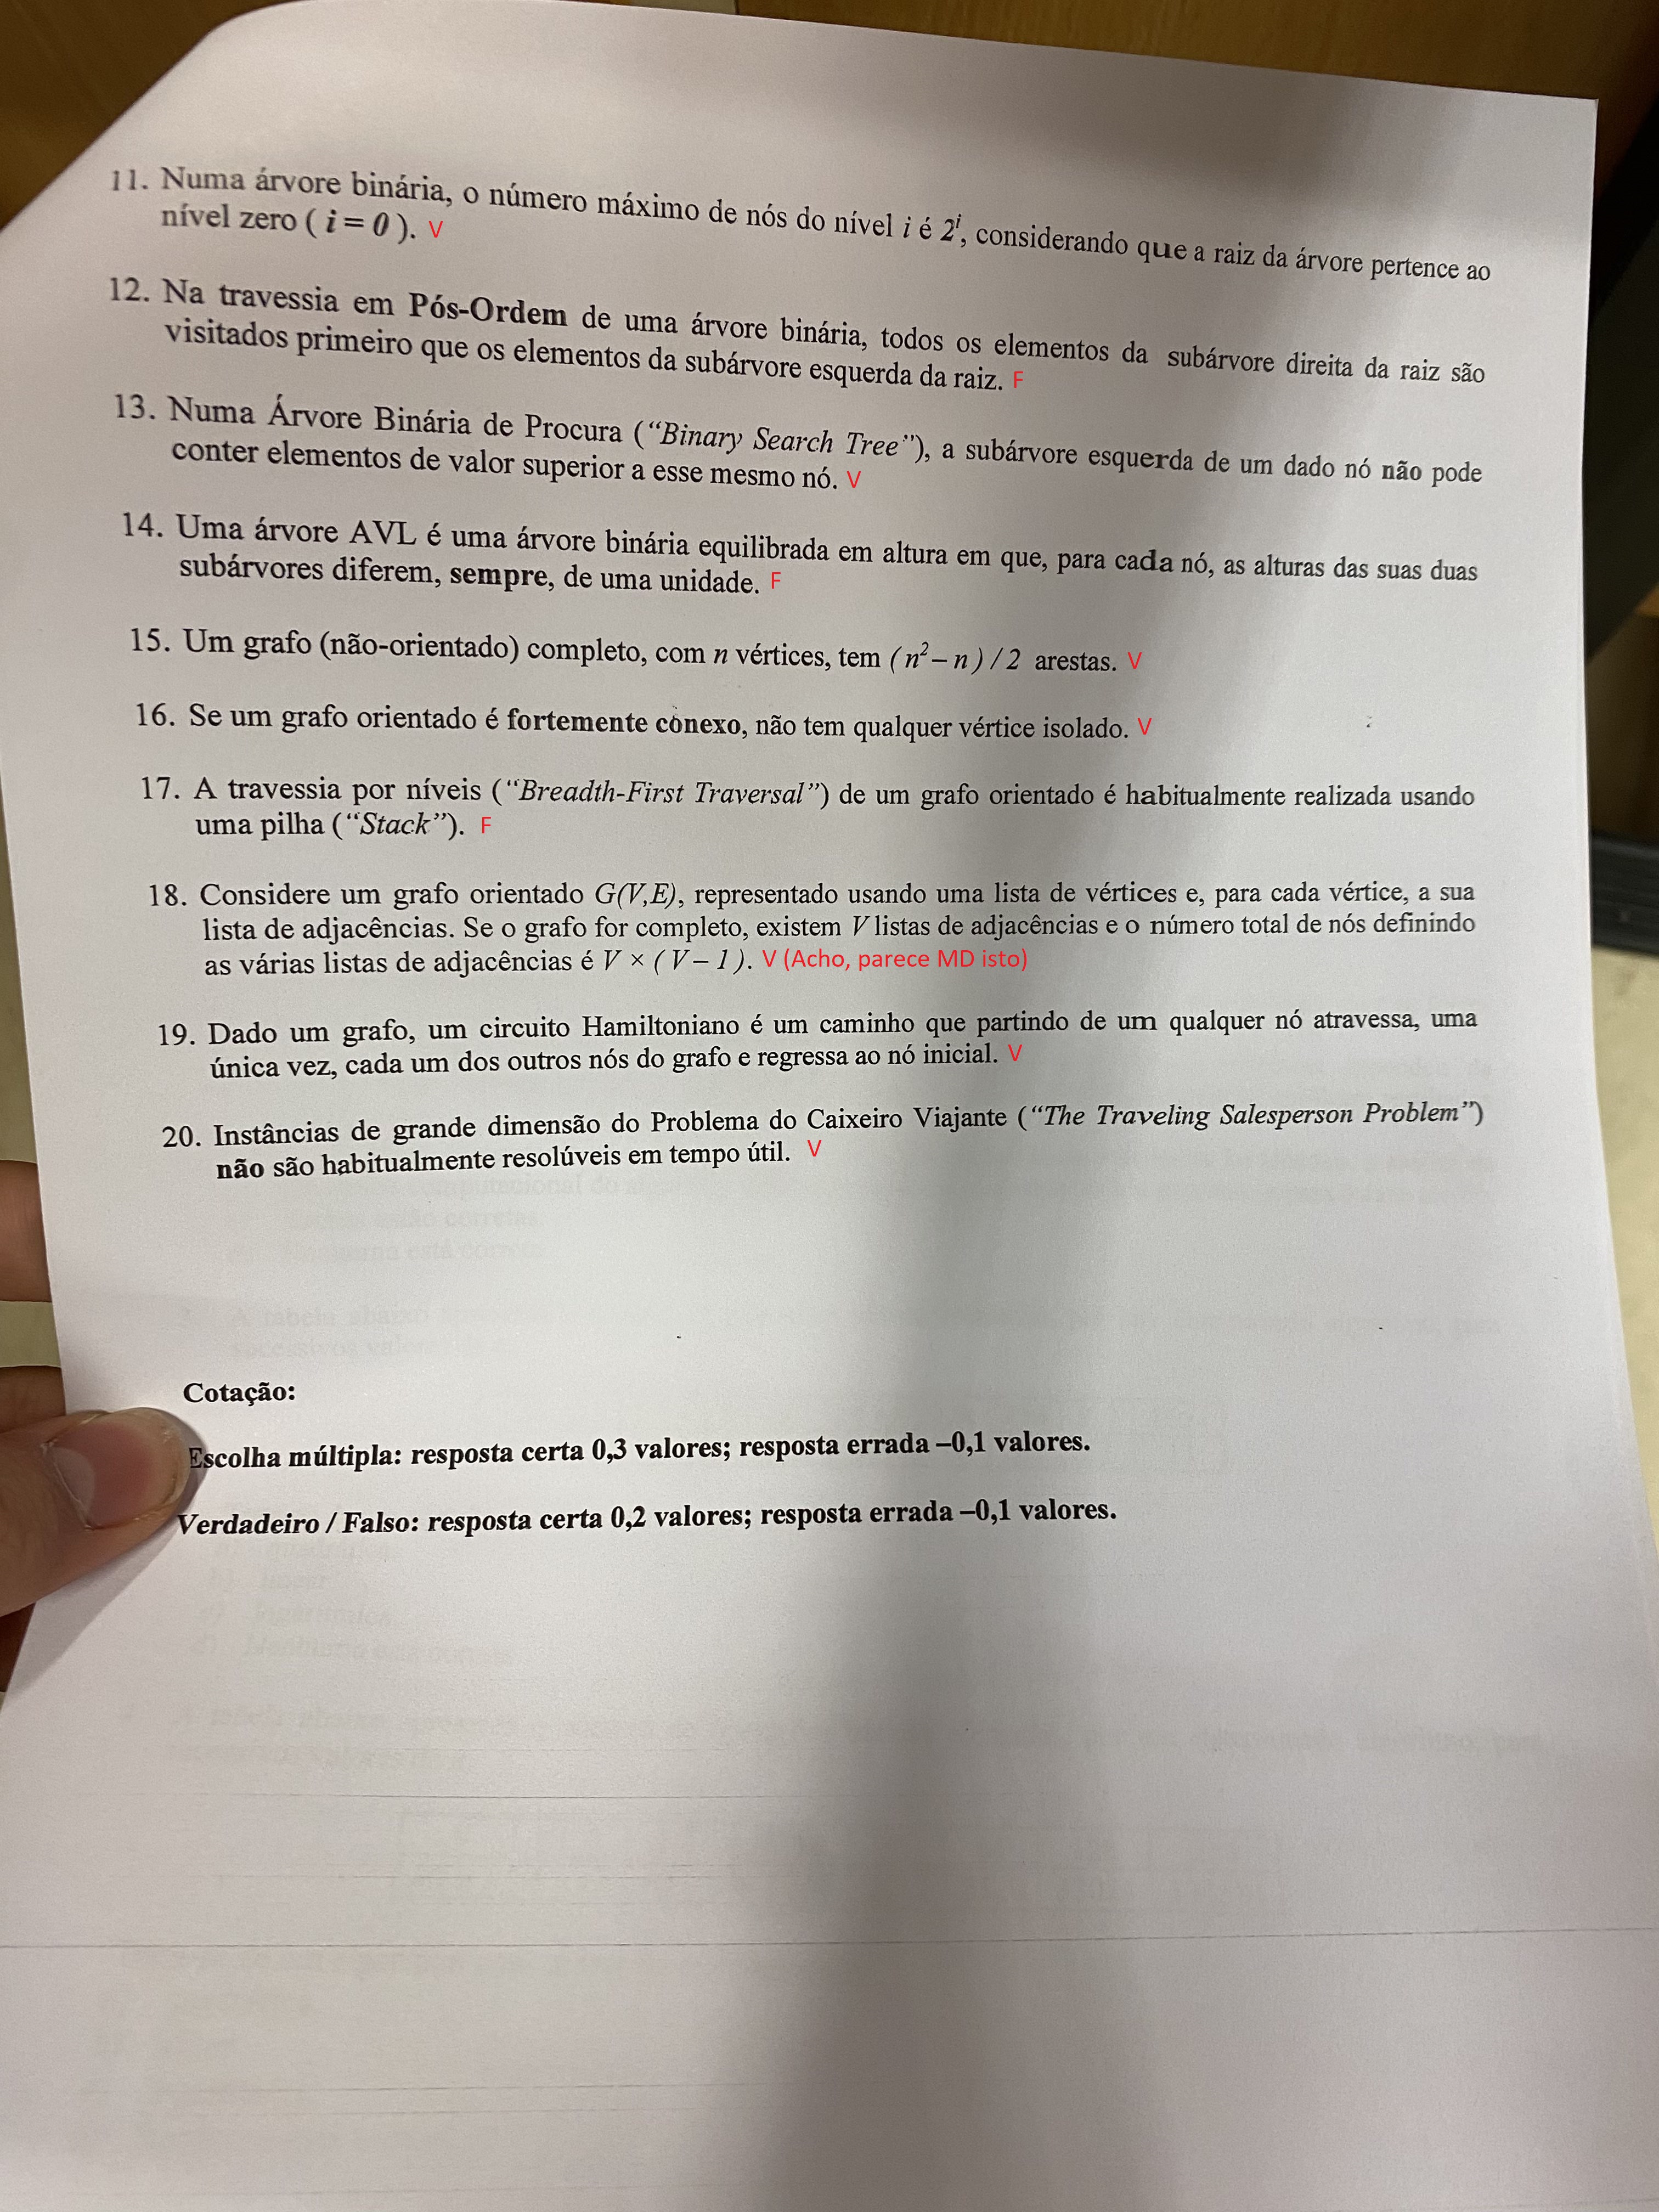 11. Numa árvore binária, o número máximo de nós do nível i é 2^i, considerando que a raiz da árvore pertence ao
nível zero ( i = 0 ). V
12. Na travessia em Pós-Ordem de uma árvore binária, todos os elementos da subárvore direita da raiz são
visitados primeiro que os elementos da subárvore esquerda da raiz. F
13. Numa Árvore Binária de Procura (“Binary Search Tree”), a subárvore esquerda de um dado nó não pode
conter elementos de valor superior a esse mesmo nó. V
14. Uma árvore AVL é uma árvore binária equilibrada em altura em que, para cada nó, as alturas das suas duas
subárvores diferem, sempre, de uma unidade. F
15. Um grafo (não-orientado) completo, com n vértices, tem ( n² – n ) / 2 arestas. V
16. Se um grafo orientado é fortemente conexo, não tem qualquer vértice isolado. V
17. A travessia por níveis (“Breadth-First Traversal”) de um grafo orientado é habitualmente realizada usando
uma pilha (“Stack”). F
18. Considere um grafo orientado G(V,E), representado usando uma lista de vértices e, para cada vértice, a sua
lista de adjacências. Se o grafo for completo, existem V listas de adjacências e o número total de nós definindo
as várias listas de adjacências é V × ( V – 1 ). V (Acho, parece MD isto)
19. Dado um grafo, um circuito Hamiltoniano é um caminho que partindo de um qualquer nó atravessa, uma
única vez, cada um dos outros nós do grafo e regressa ao nó inicial. V
20. Instâncias de grande dimensão do Problema do Caixeiro Viajante (“The Traveling Salesperson Problem”)
não são habitualmente resolúveis em tempo útil. V
Cotação:
Escolha múltipla: resposta certa 0,3 valores; resposta errada –0,1 valores.
Verdadeiro / Falso: resposta certa 0,2 valores; resposta errada –0,1 valores.